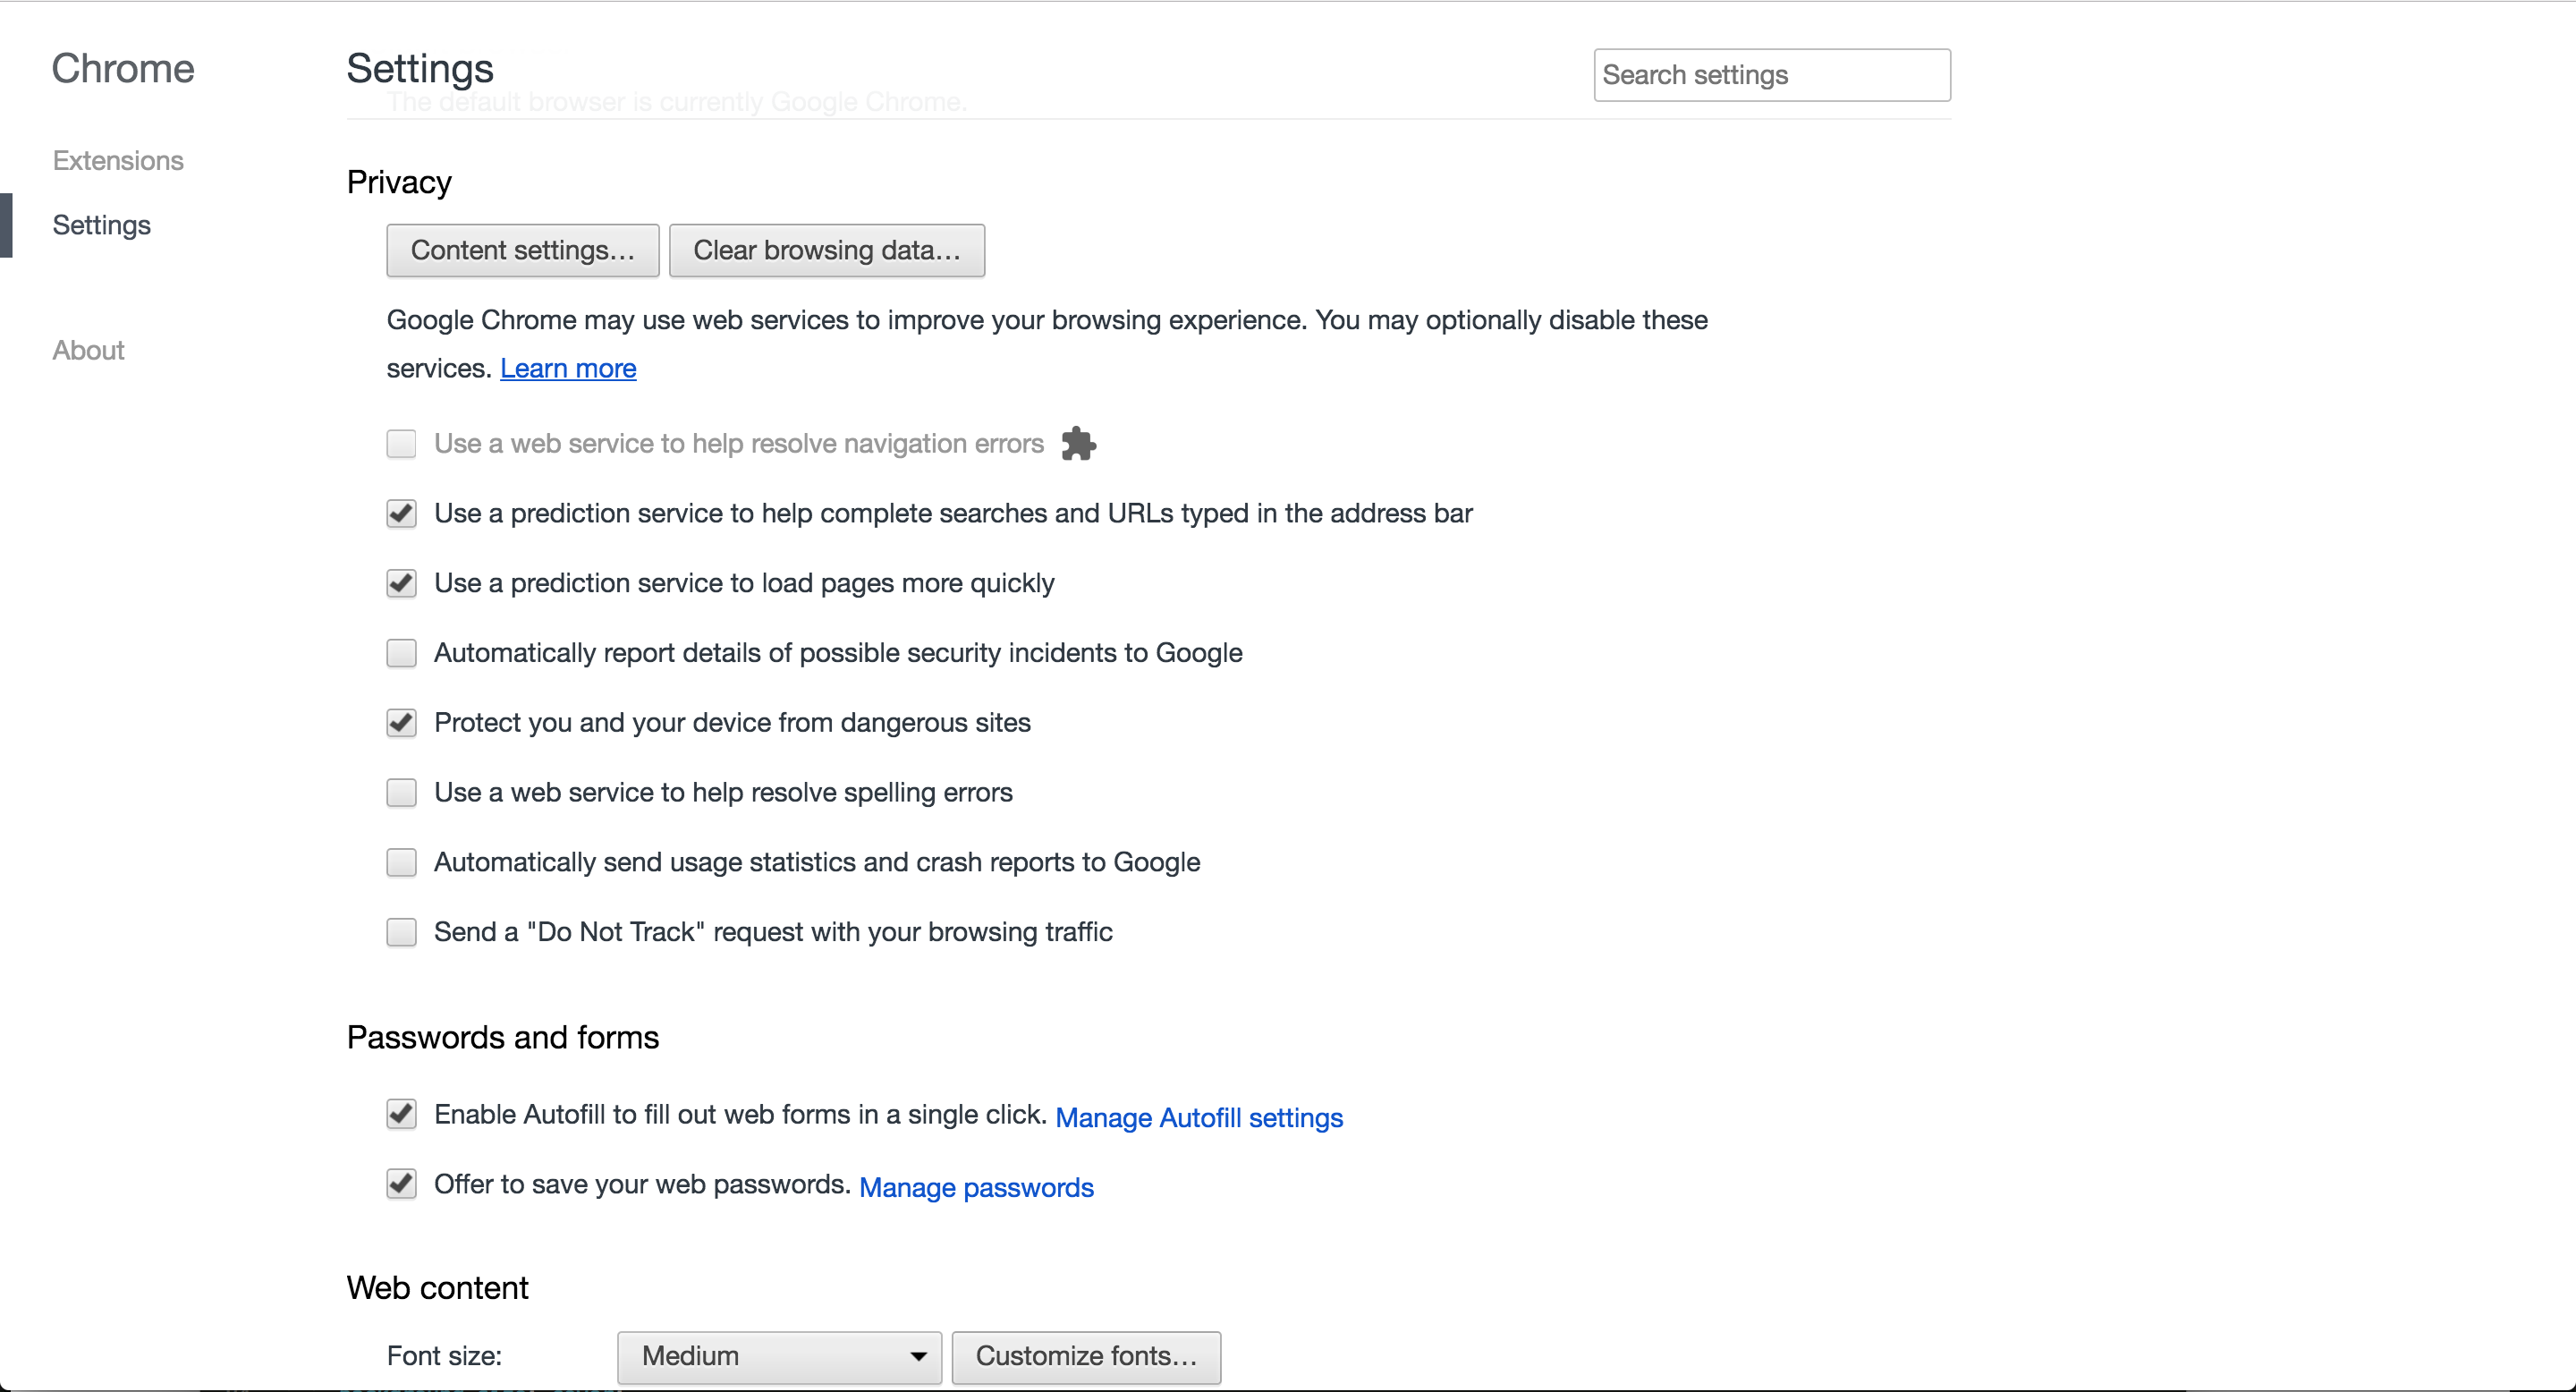 Chrome
Settings
Search settings
The default browser is currently Google Chrome.
Extensions
Settings
About
Privacy
Content settings...
Clear browsing data...
Google Chrome may use web services to improve your browsing experience. You may optionally disable these
services. Learn more
Use a web service to help resolve navigation errors
Use a prediction service to help complete searches and URLs typed in the address bar
Use a prediction service to load pages more quickly
Automatically report details of possible security incidents to Google
Protect you and your device from dangerous sites
Use a web service to help resolve spelling errors
Automatically send usage statistics and crash reports to Google
Send a "Do Not Track" request with your browsing traffic
Passwords and forms
Enable Autofill to fill out web forms in a single click. Manage Autofill settings
Offer to save your web passwords. Manage passwords
Web content
Font size:
Medium
Customize fonts...